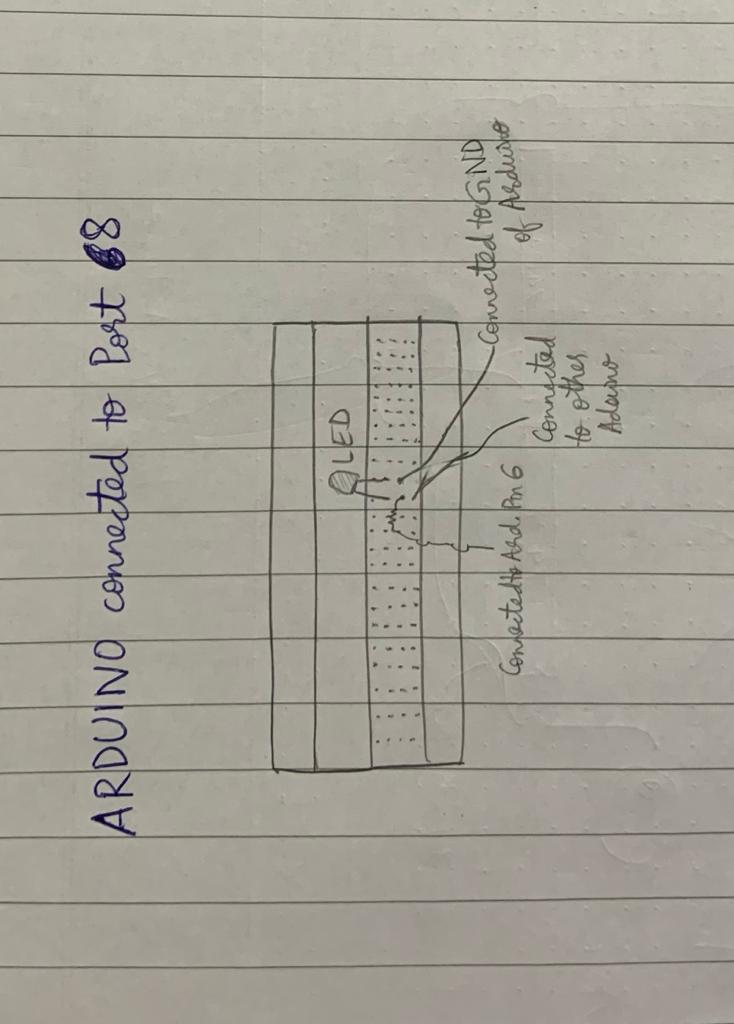 ARDUINO connected to Port 8
LED
Connected to Ard. Pin 6
Connected
to other
Connected to GND
of Arduino